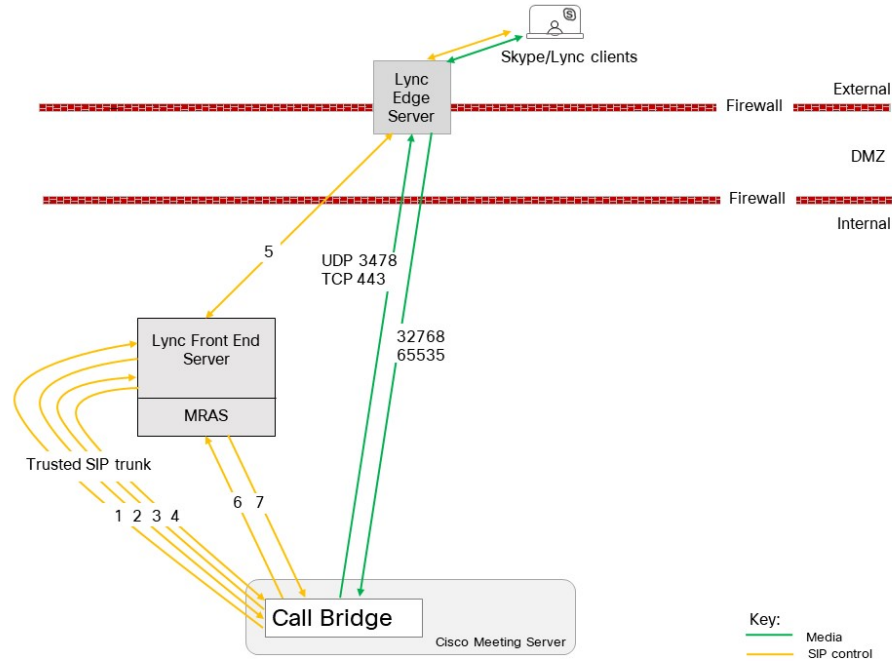 S
Skype/Lync clients
Lync
Edge
Server
External
Firewall
DMZ
Firewall
Internal
5
UDP 3478
TCP 443
32768
65535
Lync Front End
Server
MRAS
Trusted SIP trunk
6 7
1 2 3 4
Call Bridge
Cisco Meeting Server
Key:
Media
SIP control